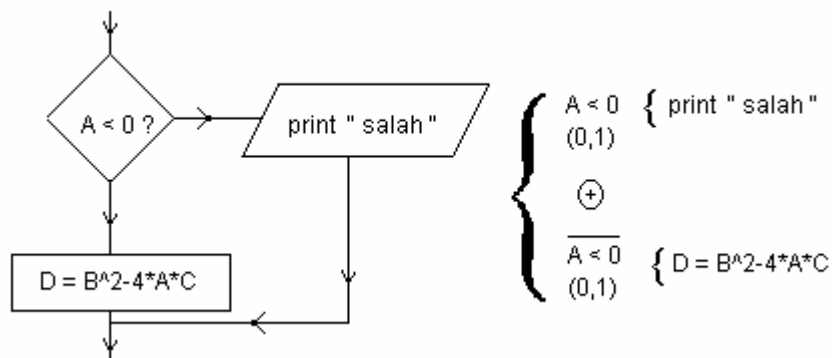 A < 0 ?
print " salah "
D = B^2-4*A*C
A < 0 { print " salah "
(0,1)
⊕
A̅ ̅<̅ ̅0̅ { D = B^2-4*A*C
(0,1)